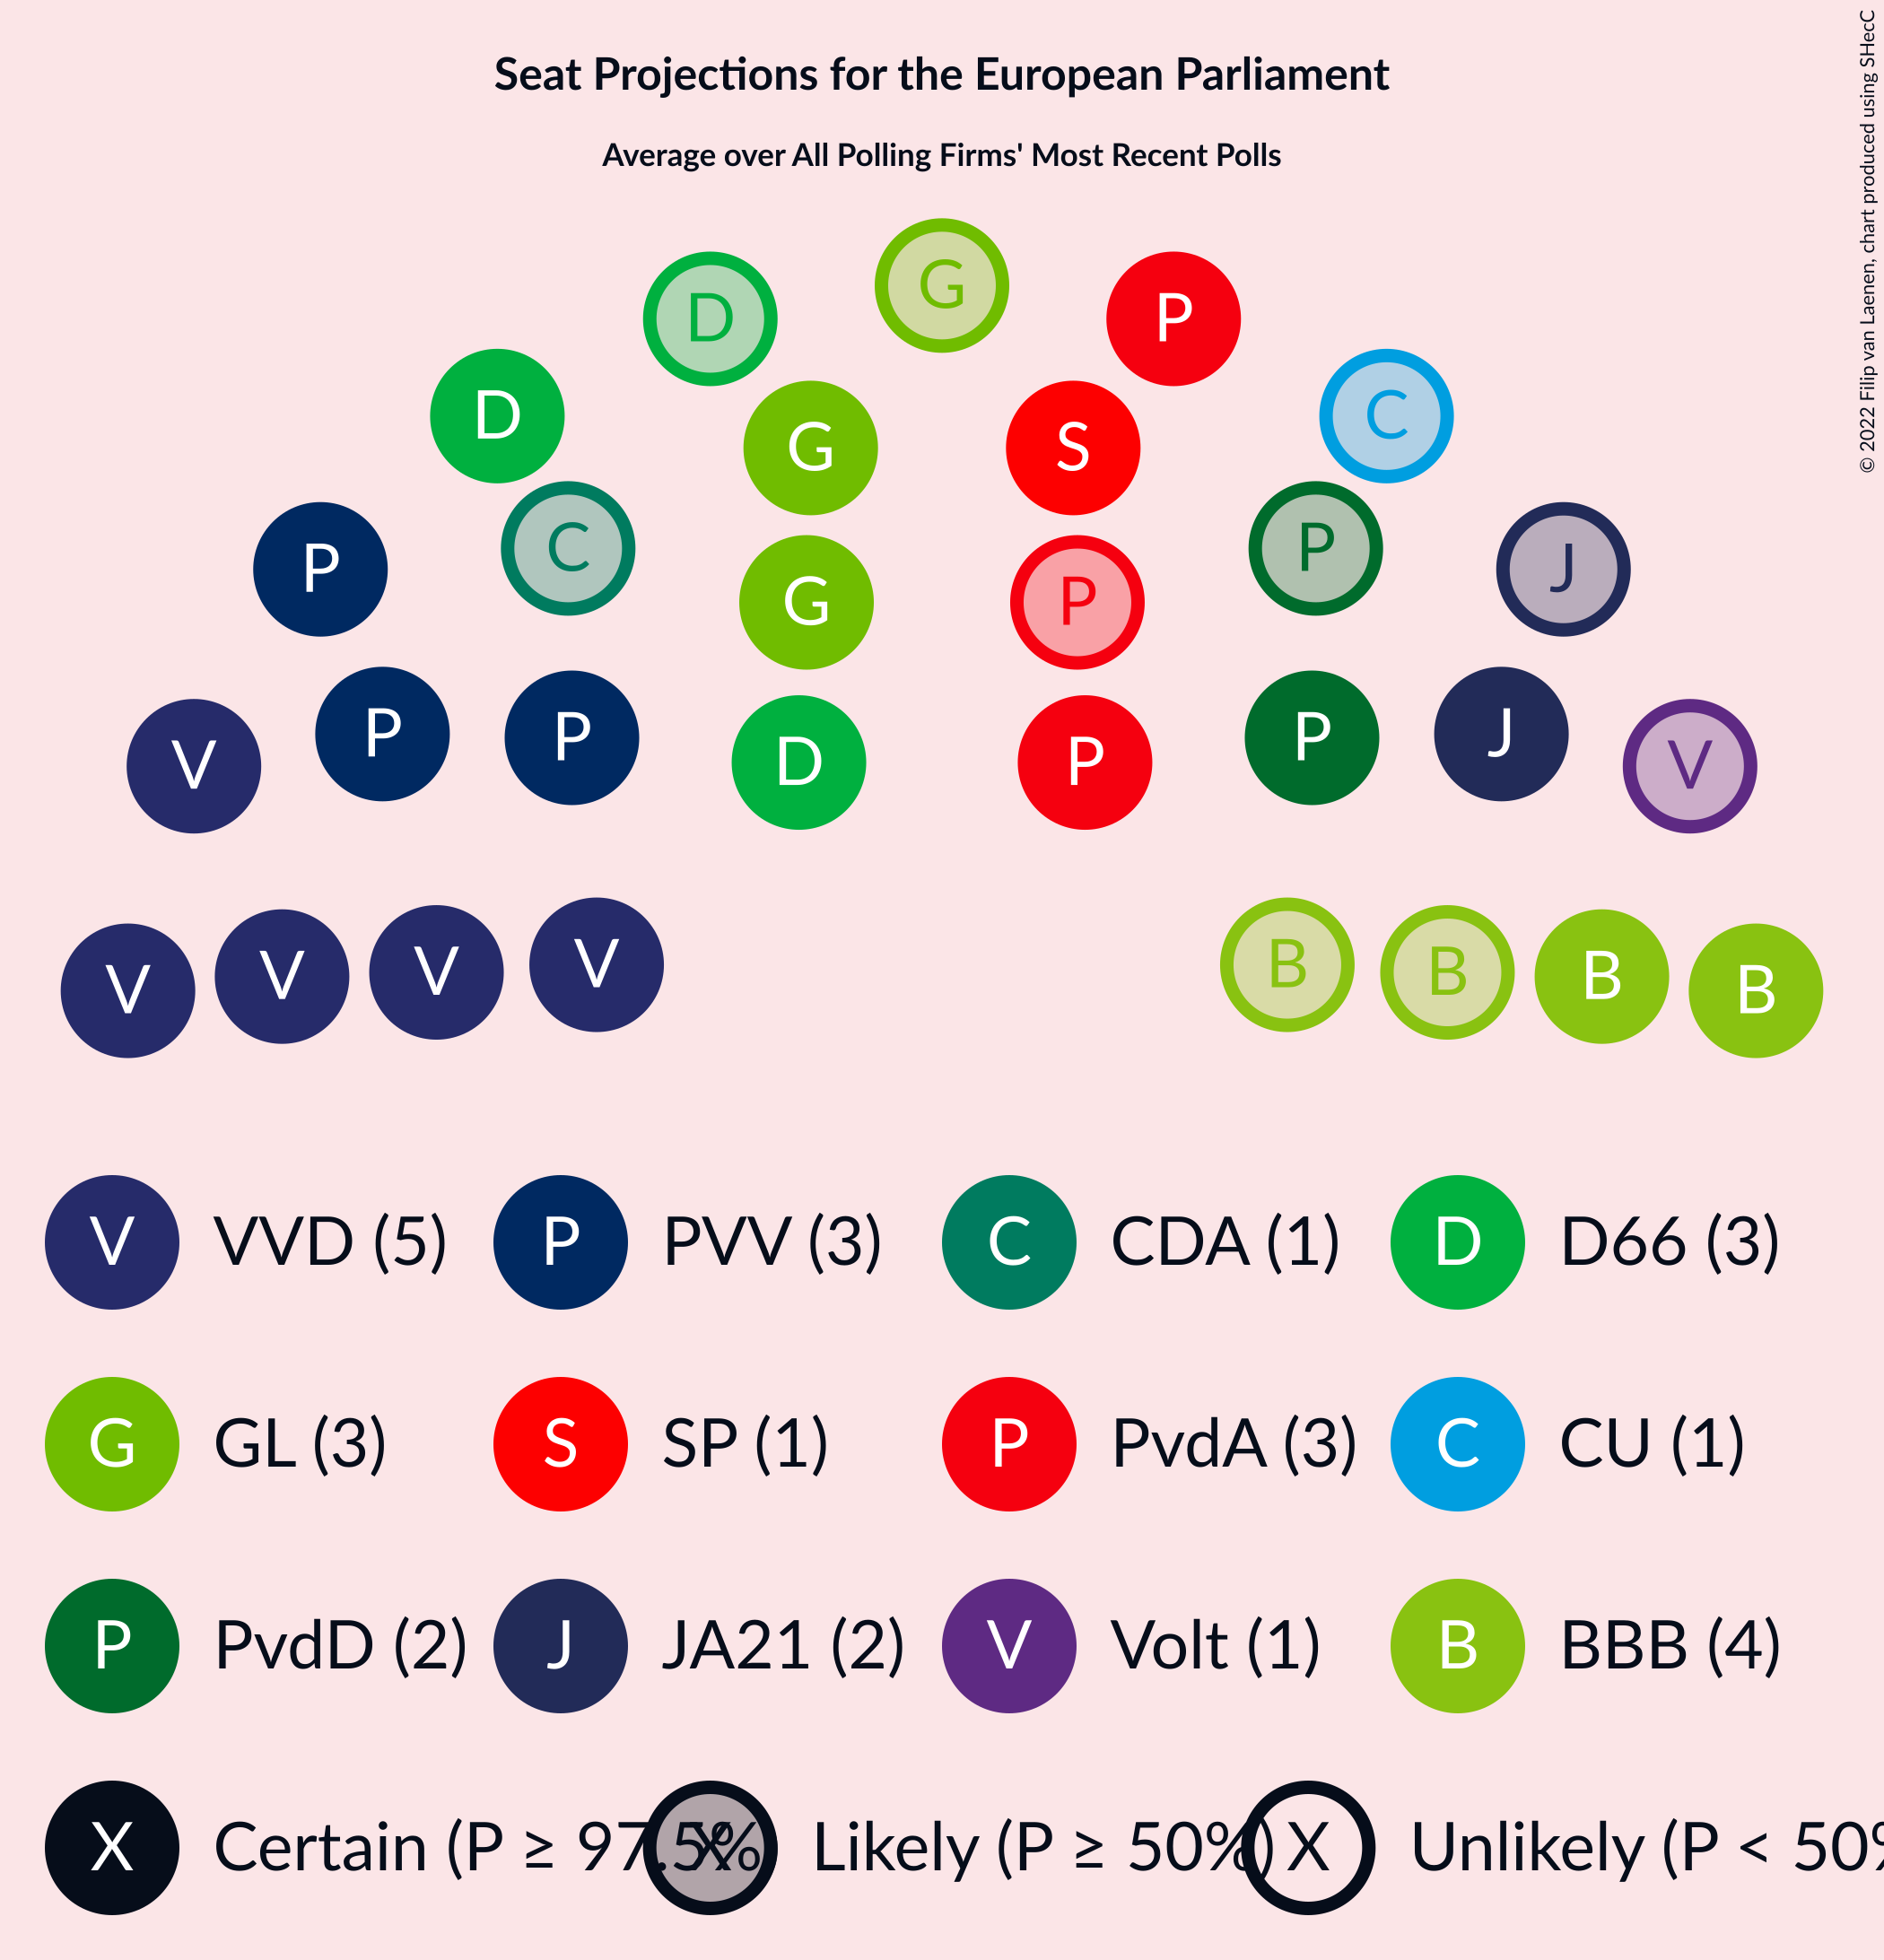 Seat Projections for the European Parliament
Average over All Polling Firms' Most Recent Polls
© 2022 Filip van Laenen, chart produced using SHecC
G
D P
D C
G S
P C P J
G P
V P P D P P J V
V V V V B B B B
V VVD (5) P PVV (3) C CDA (1) D D66 (3)
G GL (3) S SP (1) P PvdA (3) C CU (1)
P PvdD (2) J JA21 (2) V Volt (1) B BBB (4)
X Certain (P ≥ 97.5% X Likely (P ≥ 50%) X Unlikely (P < 50%